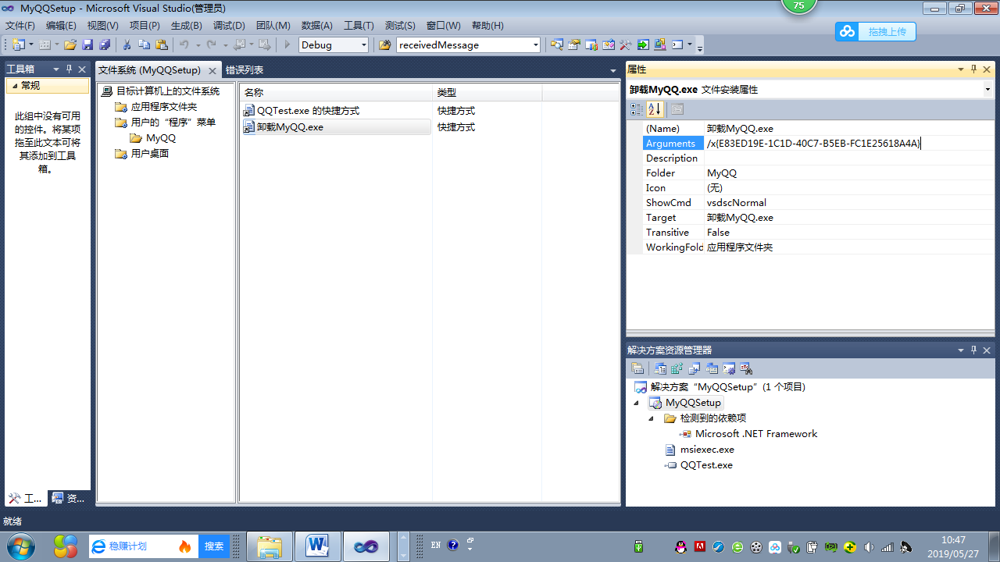 MyQQSetup - Microsoft Visual Studio(管理员)
75
文件(F) 编辑(E) 视图(V) 项目(P) 生成(B) 调试(D) 团队(M) 数据(A) 工具(T) 测试(S) 窗口(W) 帮助(H)
拖拽上传
Debug receivedMessage
工具箱
常规
此组中没有可用
的控件。将某项
拖至此文本可将
其添加到工具
箱。
工... 资...
文件系统 (MyQQSetup) 错误列表
目标计算机上的文件系统
应用程序文件夹
用户的“程序”菜单
MyQQ
用户桌面
名称 类型
QQTest.exe 的快捷方式 快捷方式
卸载MyQQ.exe 快捷方式
属性
卸载MyQQ.exe 文件安装属性
(Name) 卸载MyQQ.exe
Arguments /x{E83ED19E-1C1D-40C7-B5EB-FC1E25618A4A}
Description
Folder MyQQ
Icon (无)
ShowCmd vsdscNormal
Target 卸载MyQQ.exe
Transitive False
WorkingFold 应用程序文件夹
解决方案资源管理器
解决方案“MyQQSetup”(1 个项目)
MyQQSetup
检测到的依赖项
Microsoft .NET Framework
msiexec.exe
QQTest.exe
就绪
稳赚计划 搜索
EN
10:47
2019/05/27